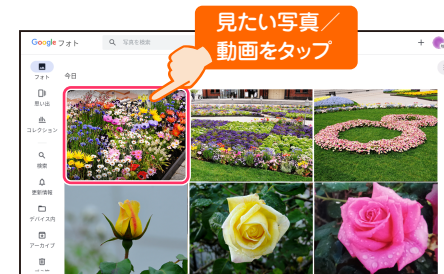 見たい写真／
動画をタップ
Google フォト
写真を検索
フォト
今日
思い出
コレクション
検索
更新情報
デバイス内
アーカイブ